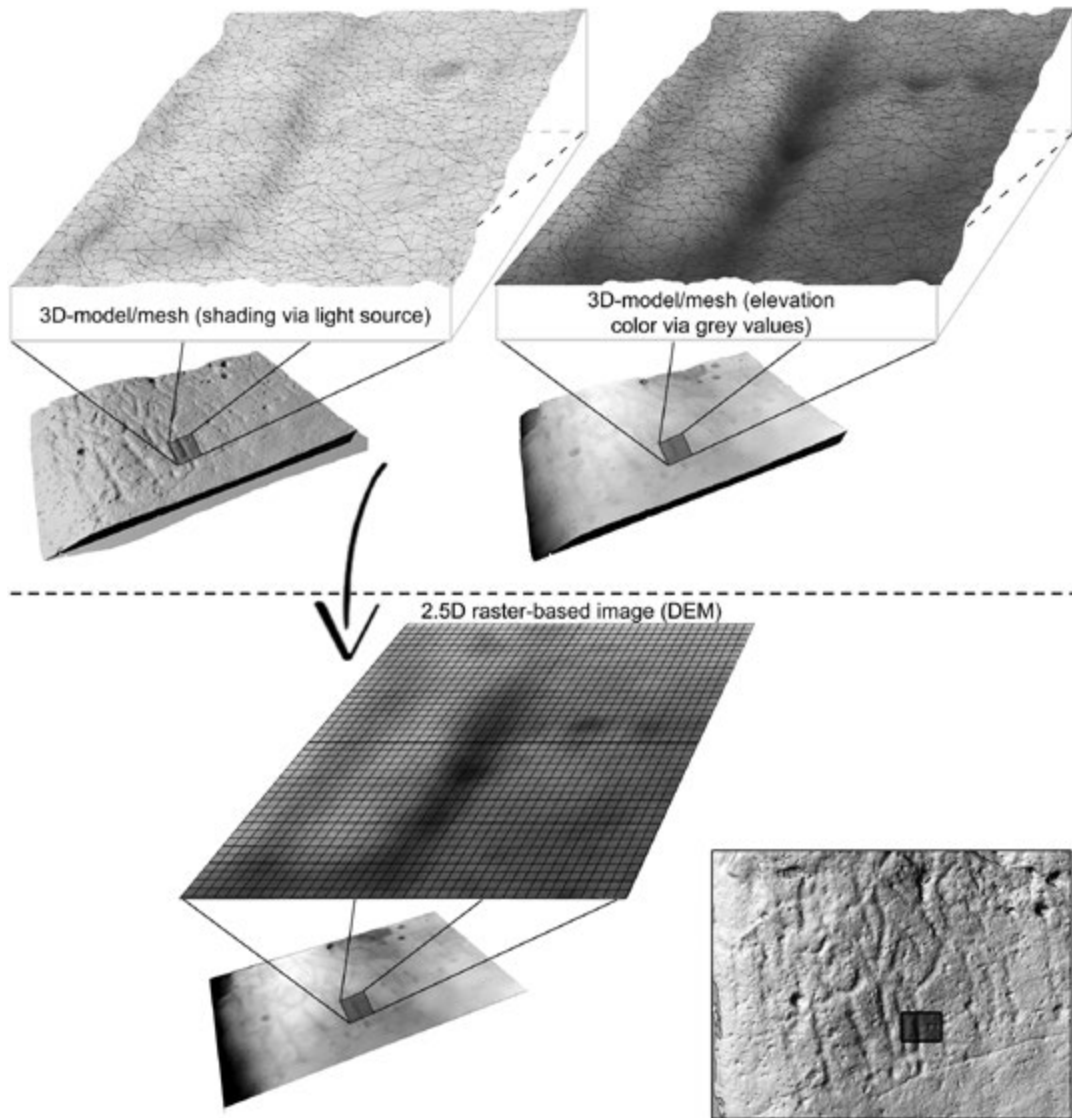 3D-model/mesh (shading via light source)
3D-model/mesh (elevation
color via grey values)
2.5D raster-based image (DEM)